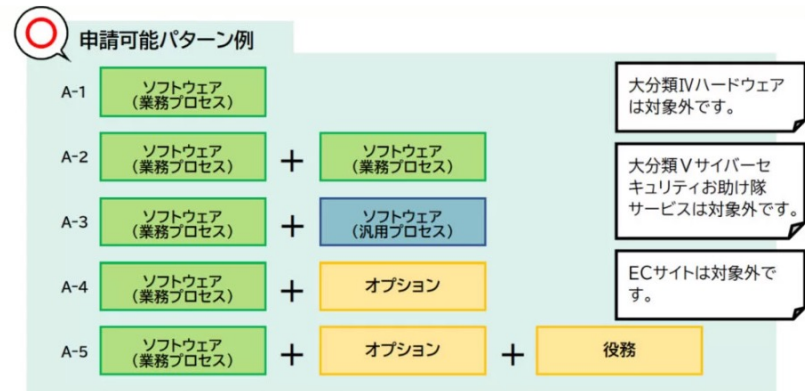 申請可能パターン例
A-1
ソフトウェア
(業務プロセス)
A-2
ソフトウェア
(業務プロセス)
+
ソフトウェア
(業務プロセス)
A-3
ソフトウェア
(業務プロセス)
+
ソフトウェア
(汎用プロセス)
A-4
ソフトウェア
(業務プロセス)
+
オプション
A-5
ソフトウェア
(業務プロセス)
+
オプション
+
役務
大分類Ⅳハードウェア
は対象外です。
大分類Ⅴサイバーセ
キュリティお助け隊
サービスは対象外です。
ECサイトは対象外で
す。